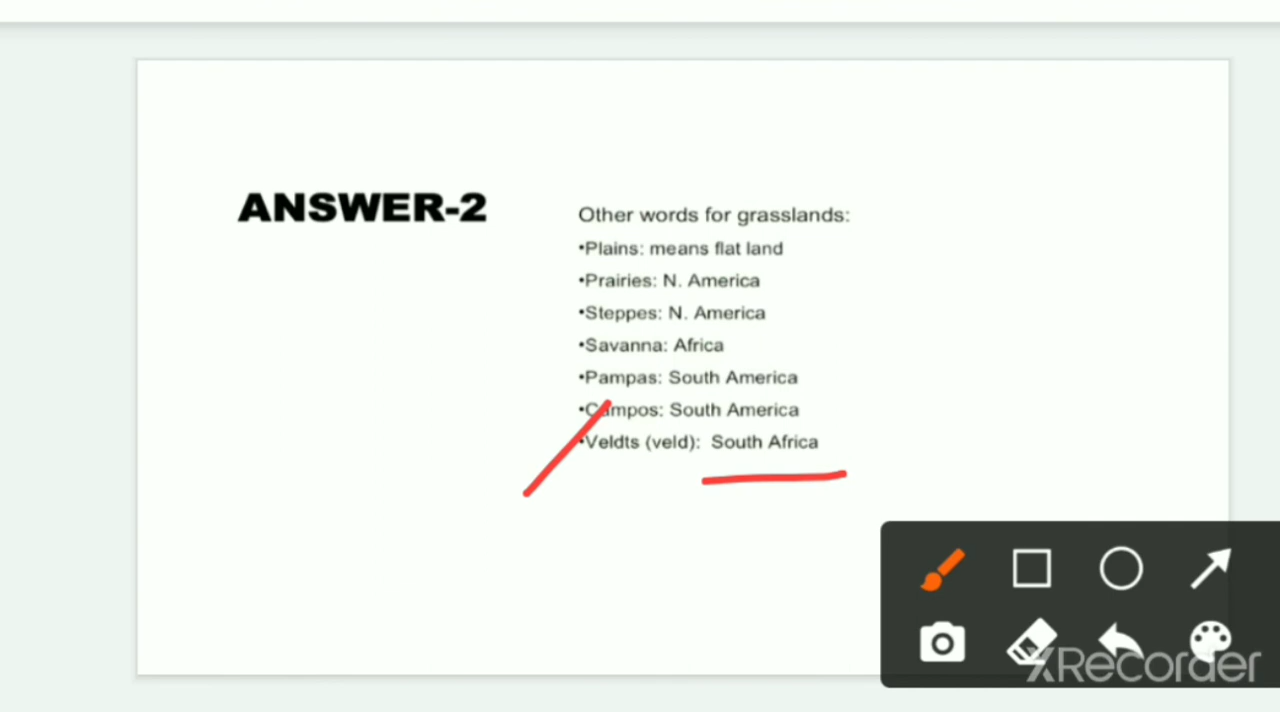 ANSWER-2
Other words for grasslands:
•Plains: means flat land
•Prairies: N. America
•Steppes: N. America
•Savanna: Africa
•Pampas: South America
•Campos: South America
•Veldts (veld): South Africa
XRecorder